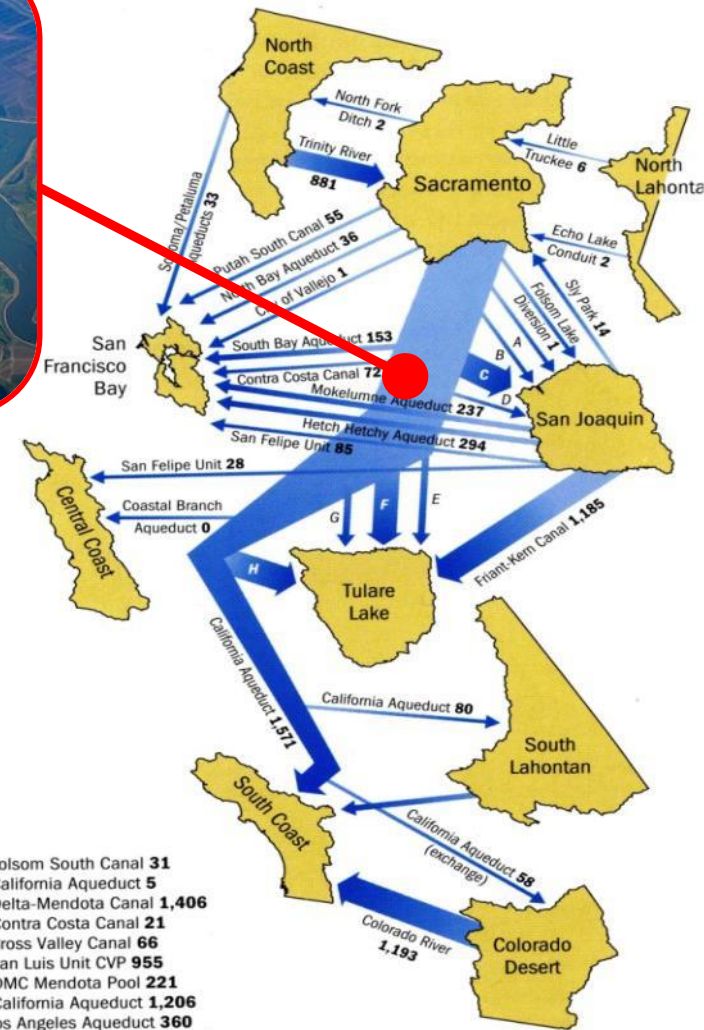 North
Coast
North Fork
Ditch 2
Trinity River
881
Sacramento
Little
Truckee 6
North
Lahonta
Echo Lake
Conduit 2
Aqueducts 33
Putah South Canal 55
North Bay Aqueduct 36
City of Vallejo 1
Sly Park 14
Folsom Lake
Diversion 1
A
B
C
D
San
Francisco
Bay
South Bay Aqueduct 153
Contra Costa Canal 72
Mokelumne Aqueduct 237
Hetch Hetchy Aqueduct 294
San Felipe Unit 85
San Joaquin
San Felipe Unit 28
Central Coast
Coastal Branch
Aqueduct 0
G
F
E
H
Friant-Kern Canal 1,185
Tulare
Lake
California Aqueduct 1,571
California Aqueduct 80
South
Lahontan
South Coast
California Aqueduct 58
(exchange)
Colorado River
1,193
Colorado
Desert
olsom South Canal 31
California Aqueduct 5
Delta-Mendota Canal 1,406
Contra Costa Canal 21
ross Valley Canal 66
an Luis Unit CVP 955
DMC Mendota Pool 221
California Aqueduct 1,206
os Angeles Aqueduct 360